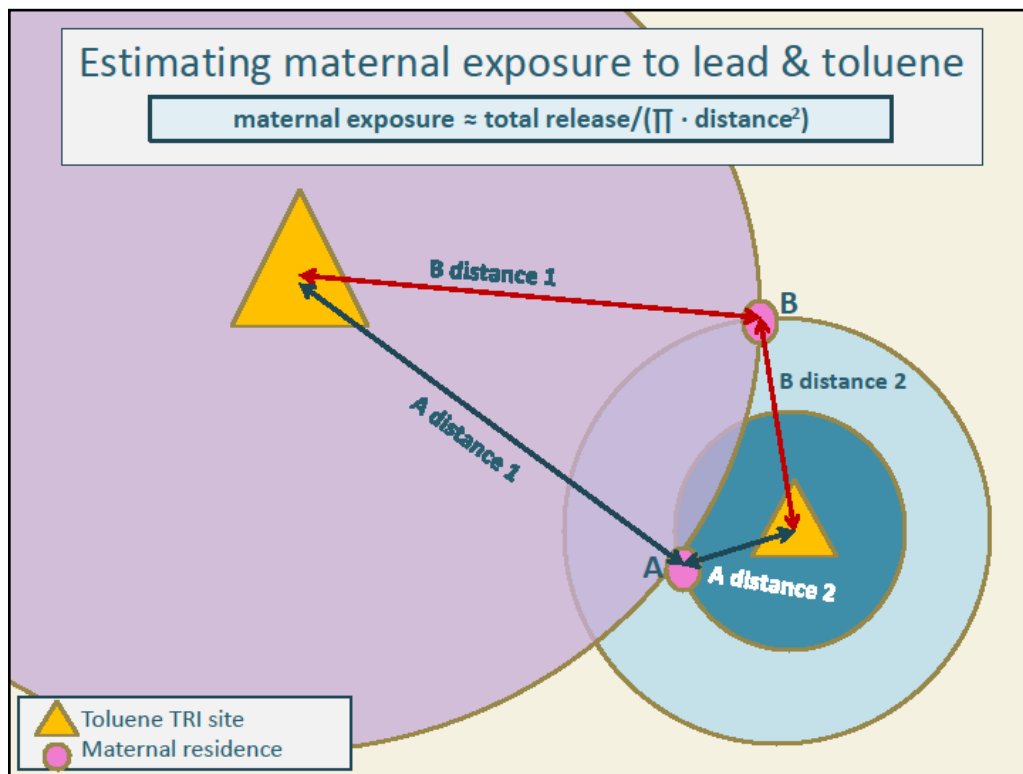 Estimating maternal exposure to lead & toluene
maternal exposure ≈ total release/(∏ · distance²)
B distance 1
B
B distance 2
A distance 1
A
A distance 2
Toluene TRI site
Maternal residence